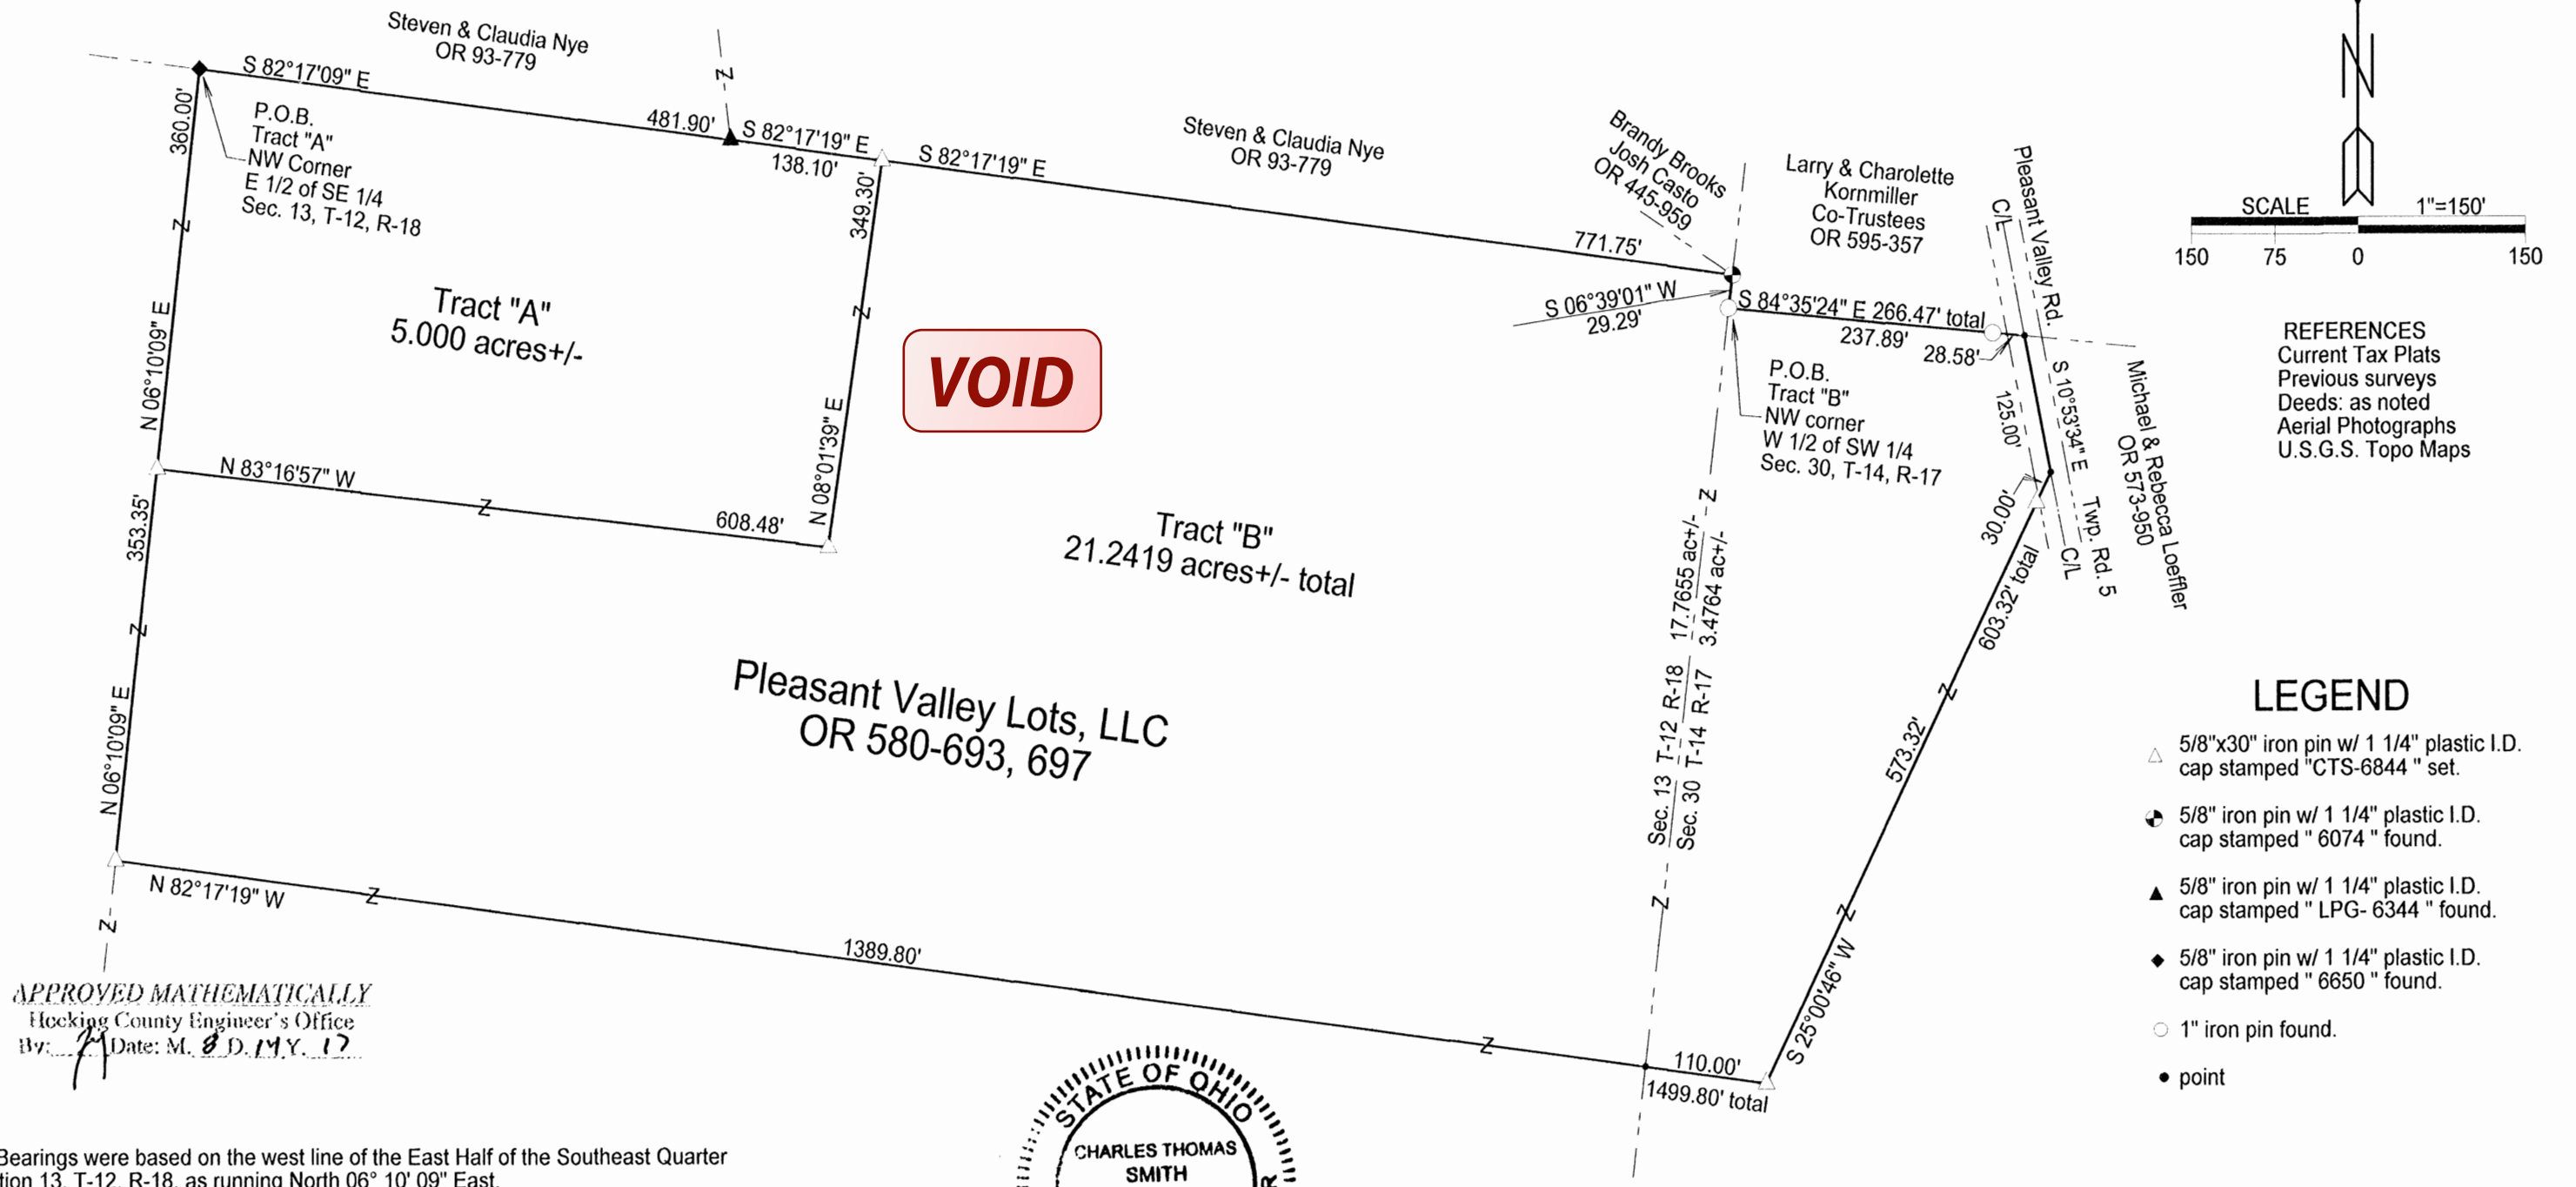 Steven & Claudia Nye
OR 93-779
S 82°17'09" E
481.90'
S 82°17'19" E
138.10'
S 82°17'19" E
Steven & Claudia Nye
OR 93-779
771.75'
360.00'
P.O.B.
Tract "A"
NW Corner
E 1/2 of SE 1/4
Sec. 13, T-12, R-18
N 06°10'09" E
Tract "A"
5.000 acres+/-
349.30'
N 08°01'39" E
N 83°16'57" W
608.48'
353.35'
N 06°10'09" E
VOID
Brandy Brooks
Josh Casto
OR 445-959
Larry & Charolette
Kornmiller
Co-Trustees
OR 595-357
C/L
Pleasant Valley Rd.
S 06°39'01" W
29.29'
S 84°35'24" E 266.47' total
237.89'
28.58'
P.O.B.
Tract "B"
NW corner
W 1/2 of SW 1/4
Sec. 30, T-14, R-17
125.00'
S 10°53'34" E
Twp. Rd. 5
C/L
Michael & Rebecca Loeffler
OR 573-950
30.00'
603.32' total
573.32'
S 25°00'46" W
Tract "B"
21.2419 acres+/- total
Sec. 13 T-12 R-18 17.7655 ac+/-
Sec. 30 T-14 R-17 3.4764 ac+/-
Pleasant Valley Lots, LLC
OR 580-693, 697
N 82°17'19" W
1389.80'
110.00'
1499.80' total
N
SCALE 1"=150'
150 75 0 150
REFERENCES
Current Tax Plats
Previous surveys
Deeds: as noted
Aerial Photographs
U.S.G.S. Topo Maps
LEGEND
5/8"x30" iron pin w/ 1 1/4" plastic I.D.
cap stamped "CTS-6844 " set.
5/8" iron pin w/ 1 1/4" plastic I.D.
cap stamped " 6074 " found.
5/8" iron pin w/ 1 1/4" plastic I.D.
cap stamped " LPG- 6344 " found.
5/8" iron pin w/ 1 1/4" plastic I.D.
cap stamped " 6650 " found.
1" iron pin found.
point
APPROVED MATHEMATICALLY
Hocking County Engineer's Office
By: Date: M. 8 D. 14 Y. 17
Bearings were based on the west line of the East Half of the Southeast Quarter
tion 13, T-12, R-18, as running North 06° 10' 09" East.
STATE OF OHIO
CHARLES THOMAS
SMITH